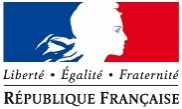 Liberté • Égalité • Fraternité
RÉPUBLIQUE FRANÇAISE